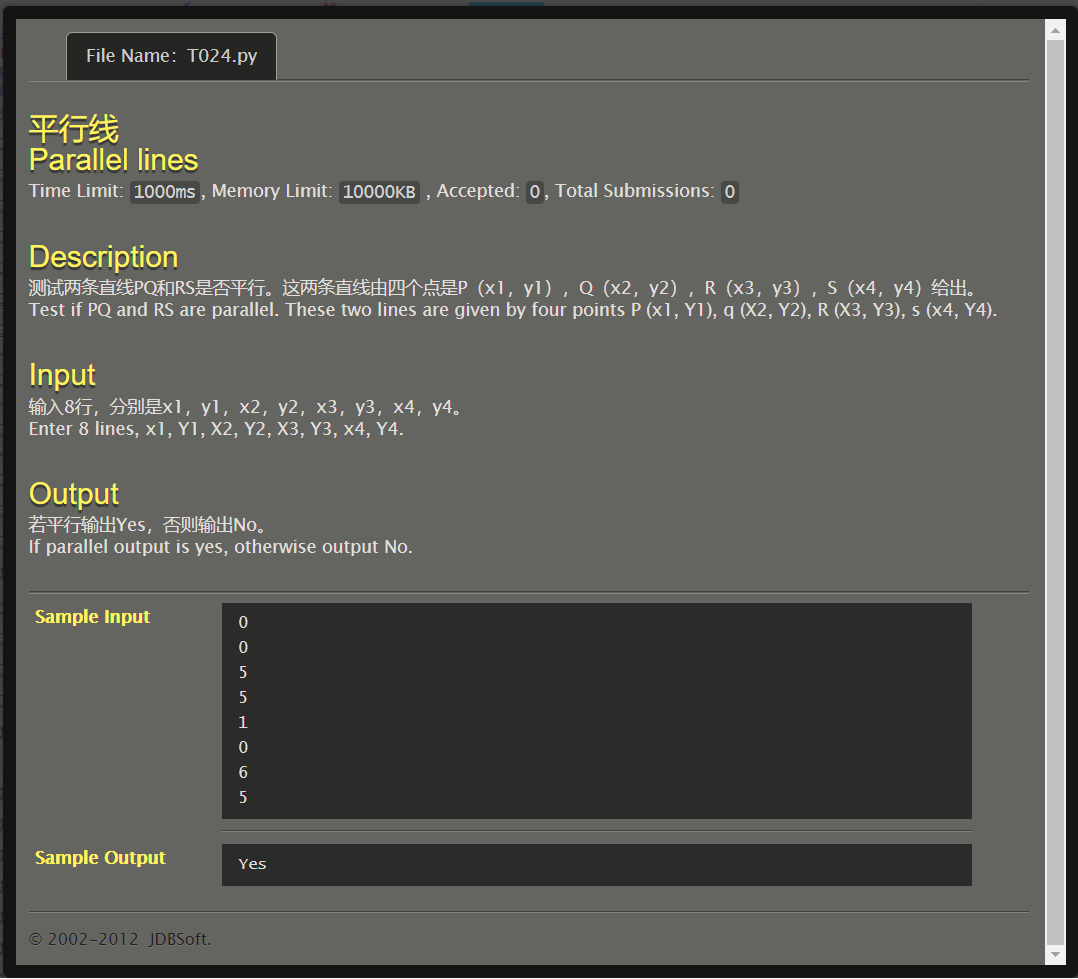 File Name：T024.py
平行线
Parallel lines
Time Limit: 1000ms, Memory Limit: 10000KB , Accepted: 0, Total Submissions: 0
Description
测试两条直线PQ和RS是否平行。这两条直线由四个点是P（x1，y1），Q（x2，y2），R（x3，y3），S（x4，y4）给出。
Test if PQ and RS are parallel. These two lines are given by four points P (x1, Y1), q (X2, Y2), R (X3, Y3), s (x4, Y4).
Input
输入8行，分别是x1，y1，x2，y2，x3，y3，x4，y4。
Enter 8 lines, x1, Y1, X2, Y2, X3, Y3, x4, Y4.
Output
若平行输出Yes，否则输出No。
If parallel output is yes, otherwise output No.
Sample Input
0
0
5
5
1
0
6
5
Sample Output
Yes
© 2002-2012 JDBSoft.